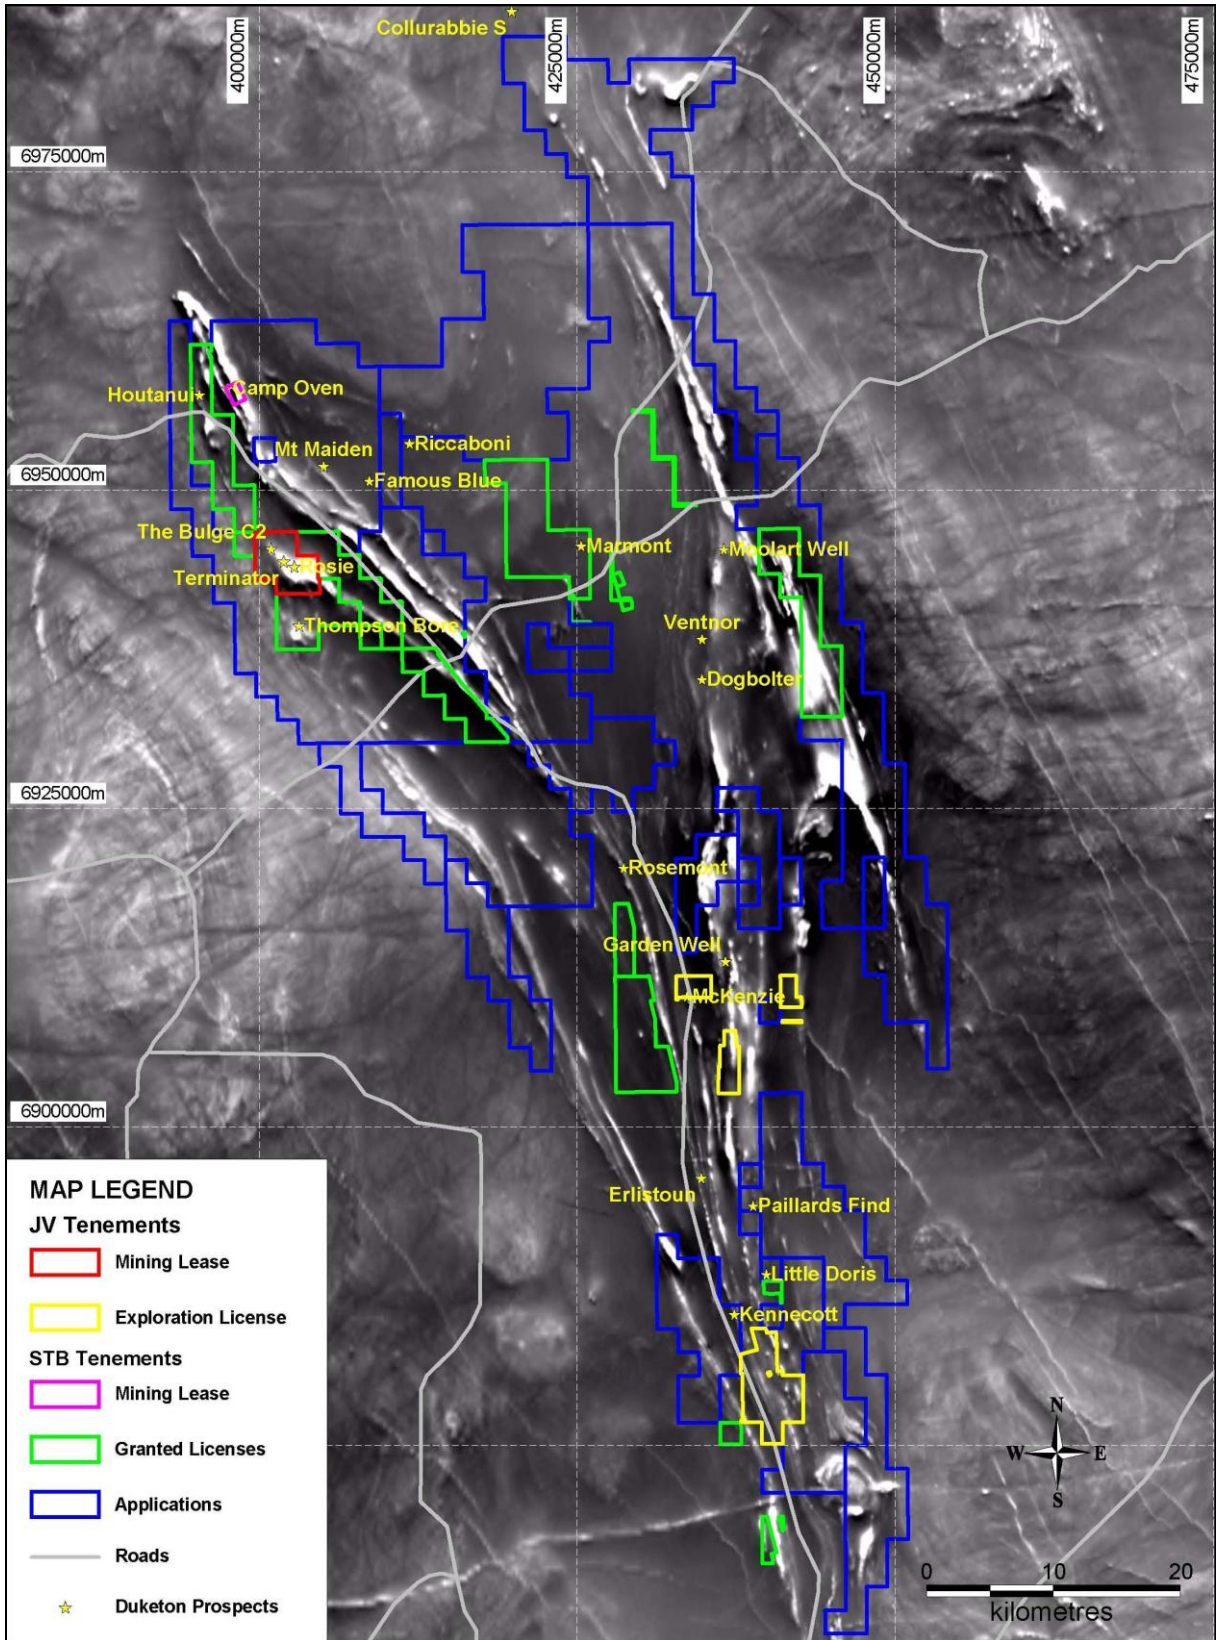 Collurabbie S
400000m
425000m
450000m
475000m
6975000m
Houtanui
Camp Oven
Mt Maiden
Riccaboni
6950000m
Famous Blue
The Bulge C2
Marmont
Moolart Well
Rosie
Terminator
Thompson Bore
Ventnor
Dogbolter
6925000m
Rosemont
Garden Well
McKenzie
6900000m
Erlistoun
Paillards Find
Little Doris
Kennecott
MAP LEGEND
JV Tenements
Mining Lease
Exploration License
STB Tenements
Mining Lease
Granted Licenses
Applications
Roads
Duketon Prospects
N
W E
S
0 10 20
kilometres